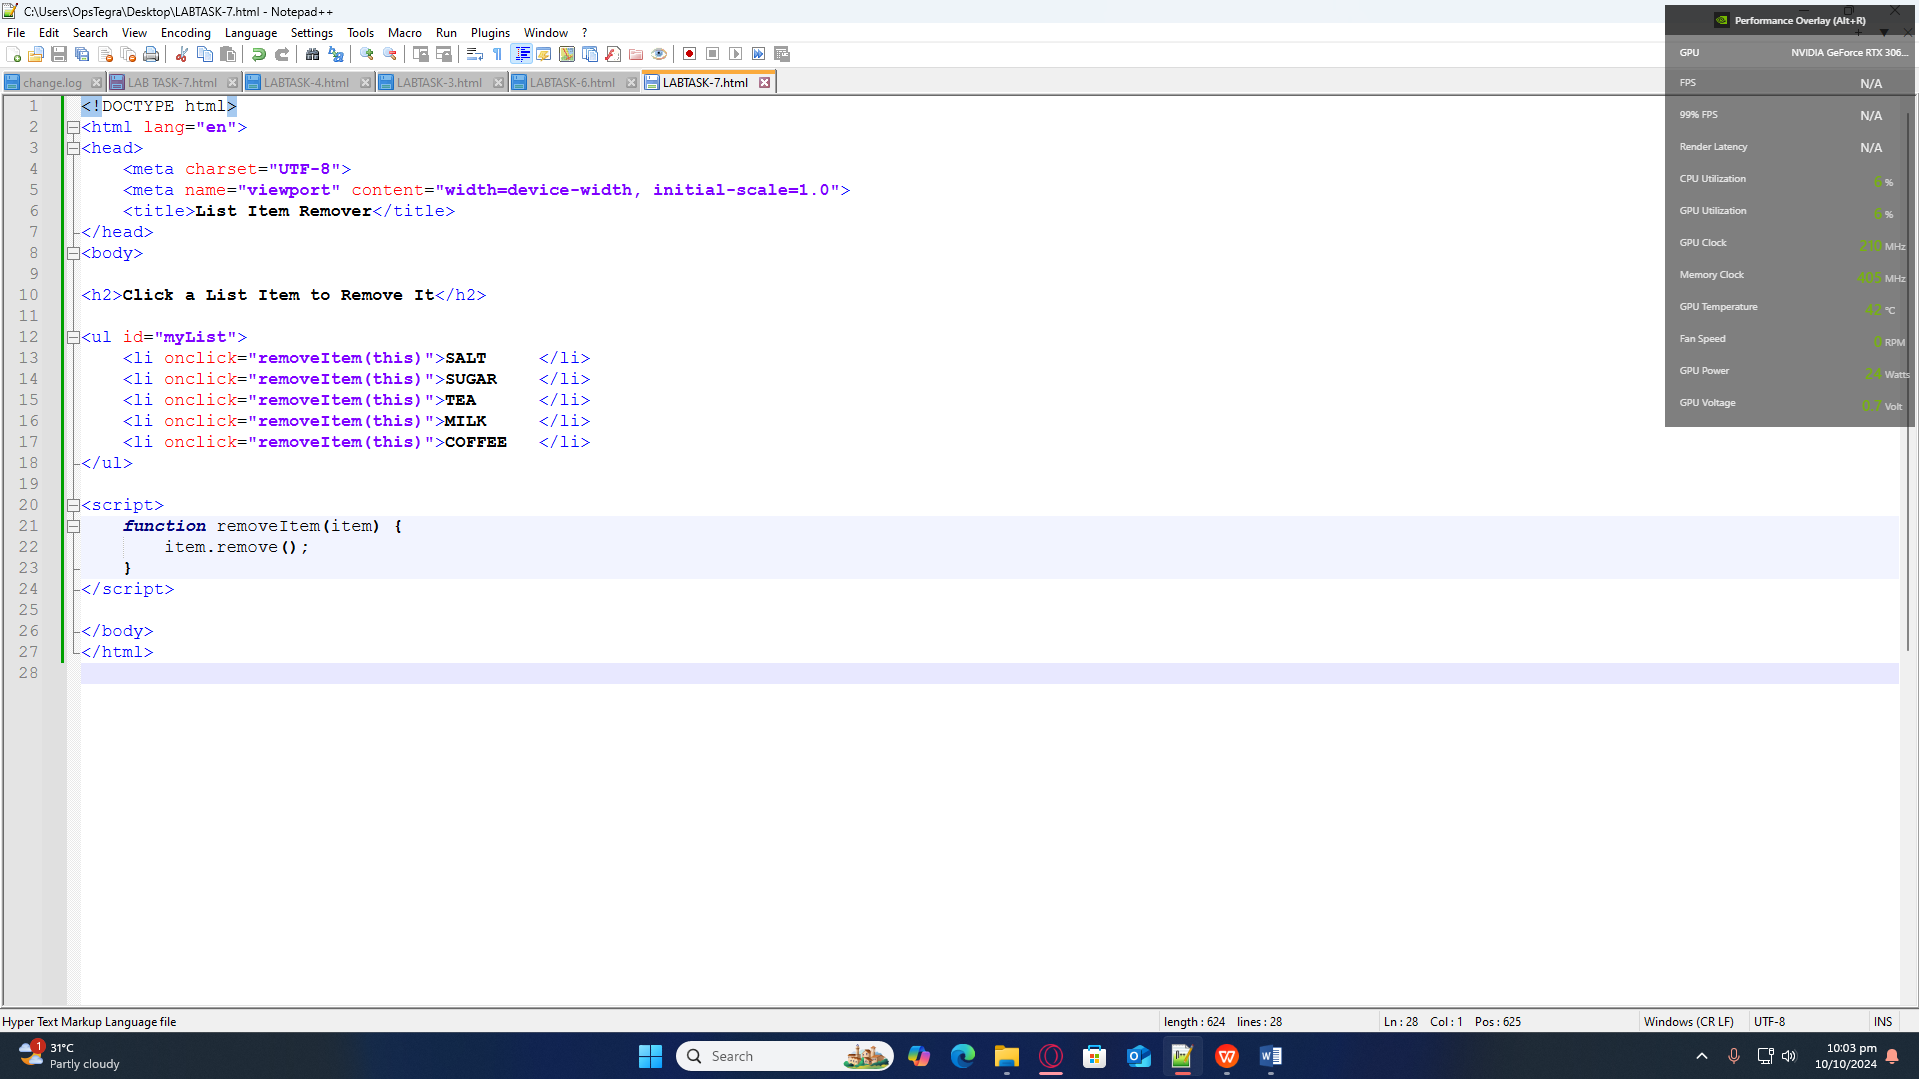 C:\Users\OpsTegra\Desktop\LABTASK-7.html - Notepad++
File Edit Search View Encoding Language Settings Tools Macro Run Plugins Window ?
change.log LAB TASK-7.html LABTASK-4.html LABTASK-3.html LABTASK-6.html LABTASK-7.html
1 <!DOCTYPE html>
2 <html lang="en">
3 <head>
4 <meta charset="UTF-8">
5 <meta name="viewport" content="width=device-width, initial-scale=1.0">
6 <title>List Item Remover</title>
7 </head>
8 <body>
9
10 <h2>Click a List Item to Remove It</h2>
11
12 <ul id="myList">
13 <li onclick="removeItem(this)">SALT </li>
14 <li onclick="removeItem(this)">SUGAR </li>
15 <li onclick="removeItem(this)">TEA </li>
16 <li onclick="removeItem(this)">MILK </li>
17 <li onclick="removeItem(this)">COFFEE </li>
18 </ul>
19
20 <script>
21 function removeItem(item) {
22 item.remove();
23 }
24 </script>
25
26 </body>
27 </html>
28
Performance Overlay (Alt+R)
GPU NVIDIA GeForce RTX 306...
FPS N/A
99% FPS N/A
Render Latency N/A
CPU Utilization 6 %
GPU Utilization 6 %
GPU Clock 210 MHz
Memory Clock 405 MHz
GPU Temperature 42 °C
Fan Speed 0 RPM
GPU Power 24 Watts
GPU Voltage 0.7 Volt
Hyper Text Markup Language file length : 624 lines : 28 Ln : 28 Col : 1 Pos : 625 Windows (CR LF) UTF-8 INS
1
31°C
Partly cloudy
Search
10:03 pm
10/10/2024